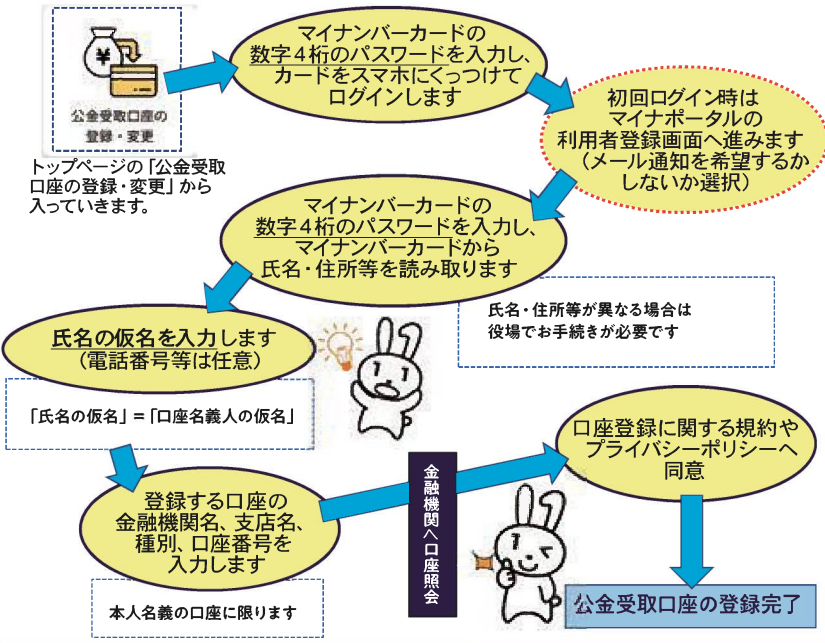 ¥
公金受取口座の
登録・変更
トップページの「公金受取
口座の登録・変更」から
入っていきます。
マイナンバーカードの
数字4桁のパスワードを入力し、
カードをスマホにくっつけて
ログインします
初回ログイン時は
マイナポータルの
利用者登録画面へ進みます
(メール通知を希望するか
しないか選択)
マイナンバーカードの
数字4桁のパスワードを入力し、
マイナンバーカードから
氏名・住所等を読み取ります
氏名・住所等が異なる場合は
役場でお手続きが必要です
氏名の仮名を入力します
(電話番号等は任意)
「氏名の仮名」=「口座名義人の仮名」
登録する口座の
金融機関名、支店名、
種別、口座番号を
入力します
本人名義の口座に限ります
金融機関へ口座照会
口座登録に関する規約や
プライバシーポリシーへ
同意
公金受取口座の登録完了